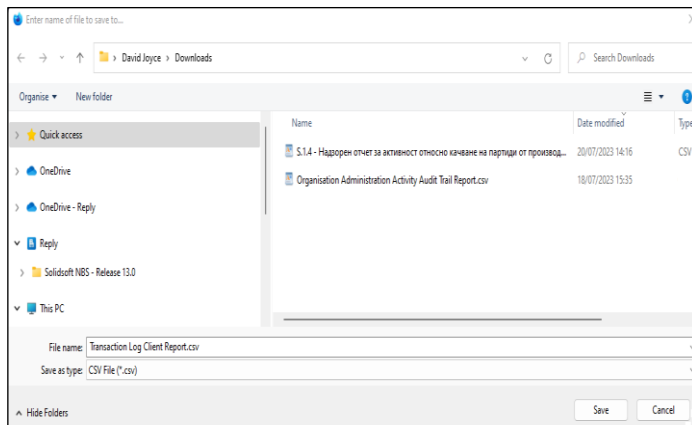 Enter name of file to save to...
David Joyce > Downloads
Search Downloads
Organise
New folder
Name
Date modified
Type
Quick access
S.1.4 - Надзорен отчет за активност относно качване на партиди от производ...
20/07/2023 14:16
CSV
OneDrive
Organisation Administration Activity Audit Trail Report.csv
18/07/2023 15:35
OneDrive - Reply
Reply
Solidsoft NBS - Release 13.0
This PC
File name: Transaction Log Client Report.csv
Save as type: CSV File (*.csv)
Hide Folders
Save
Cancel